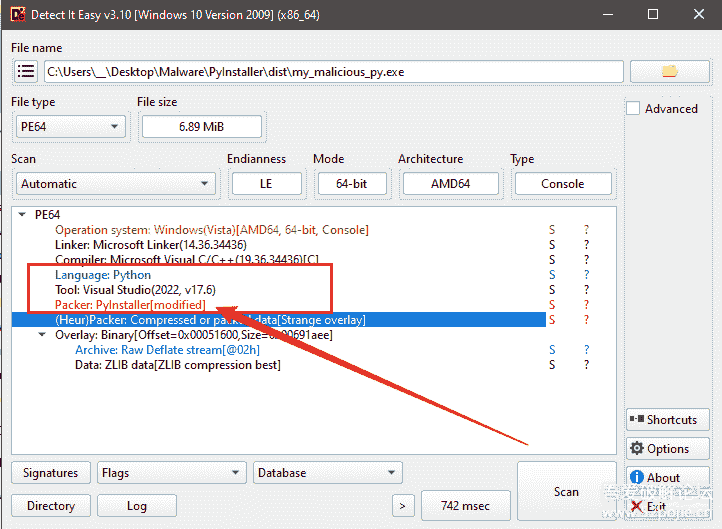 Detect It Easy v3.10 [Windows 10 Version 2009] (x86_64)
File name
C:\Users\__\Desktop\Malware\PyInstaller\dist\my_malicious_py.exe
File type File size
PE64 6.89 MiB Advanced
Scan Endianness Mode Architecture Type
Automatic LE 64-bit AMD64 Console
PE64
Operation system: Windows(Vista)[AMD64, 64-bit, Console] S ?
Linker: Microsoft Linker(14.36.34436) S ?
Compiler: Microsoft Visual C/C++(19.36.34436)[C] S ?
Language: Python S ?
Tool: Visual Studio(2022, v17.6) S ?
Packer: PyInstaller[modified] S ?
(Heur)Packer: Compressed or packed data[Strange overlay] S ?
Overlay: Binary[Offset=0x00051600,Size=0x00691aee]
Archive: Raw Deflate stream[@02h] S ?
Data: ZLIB data[ZLIB compression best] S ?
Shortcuts
Options
Signatures Flags Database Scan About
Directory Log > 742 msec Exit